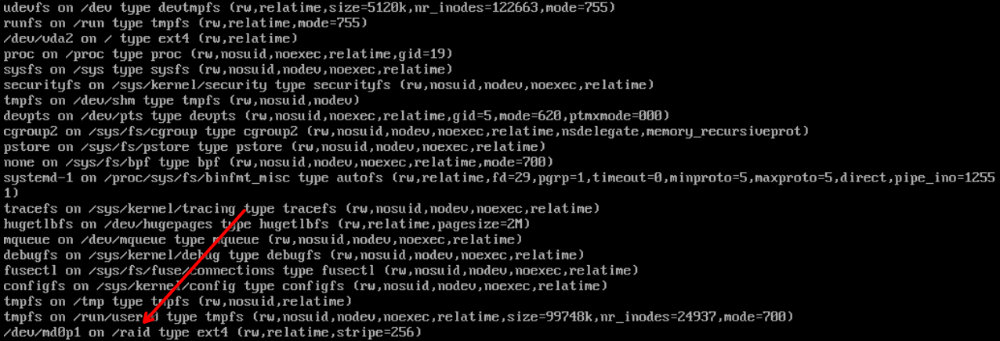 udevfs on /dev type devtmpfs (rw,relatime,size=5120k,nr_inodes=122663,mode=755)
runfs on /run type tmpfs (rw,relatime,mode=755)
/dev/vda2 on / type ext4 (rw,relatime)
proc on /proc type proc (rw,nosuid,noexec,relatime,gid=19)
sysfs on /sys type sysfs (rw,nosuid,nodev,noexec,relatime)
securityfs on /sys/kernel/security type securityfs (rw,nosuid,nodev,noexec,relatime)
tmpfs on /dev/shm type tmpfs (rw,nosuid,nodev)
devpts on /dev/pts type devpts (rw,nosuid,noexec,relatime,gid=5,mode=620,ptmxmode=000)
cgroup2 on /sys/fs/cgroup type cgroup2 (rw,nosuid,nodev,noexec,relatime,nsdelegate,memory_recursiveprot)
pstore on /sys/fs/pstore type pstore (rw,nosuid,nodev,noexec,relatime)
none on /sys/fs/bpf type bpf (rw,nosuid,nodev,noexec,relatime,mode=700)
systemd-1 on /proc/sys/fs/binfmt_misc type autofs (rw,relatime,fd=29,pgrp=1,timeout=0,minproto=5,maxproto=5,direct,pipe_ino=1255
1)
tracefs on /sys/kernel/tracing type tracefs (rw,nosuid,nodev,noexec,relatime)
hugetlbfs on /dev/hugepages type hugetlbfs (rw,relatime,pagesize=2M)
mqueue on /dev/mqueue type mqueue (rw,nosuid,nodev,noexec,relatime)
debugfs on /sys/kernel/debug type debugfs (rw,nosuid,nodev,noexec,relatime)
fusectl on /sys/fs/fuse/connections type fusectl (rw,nosuid,nodev,noexec,relatime)
configfs on /sys/kernel/config type configfs (rw,nosuid,nodev,noexec,relatime)
tmpfs on /tmp type tmpfs (rw,nosuid,relatime)
tmpfs on /run/user/0 type tmpfs (rw,nosuid,nodev,noexec,relatime,size=99748k,nr_inodes=24937,mode=700)
/dev/md0p1 on /raid type ext4 (rw,relatime,stripe=256)